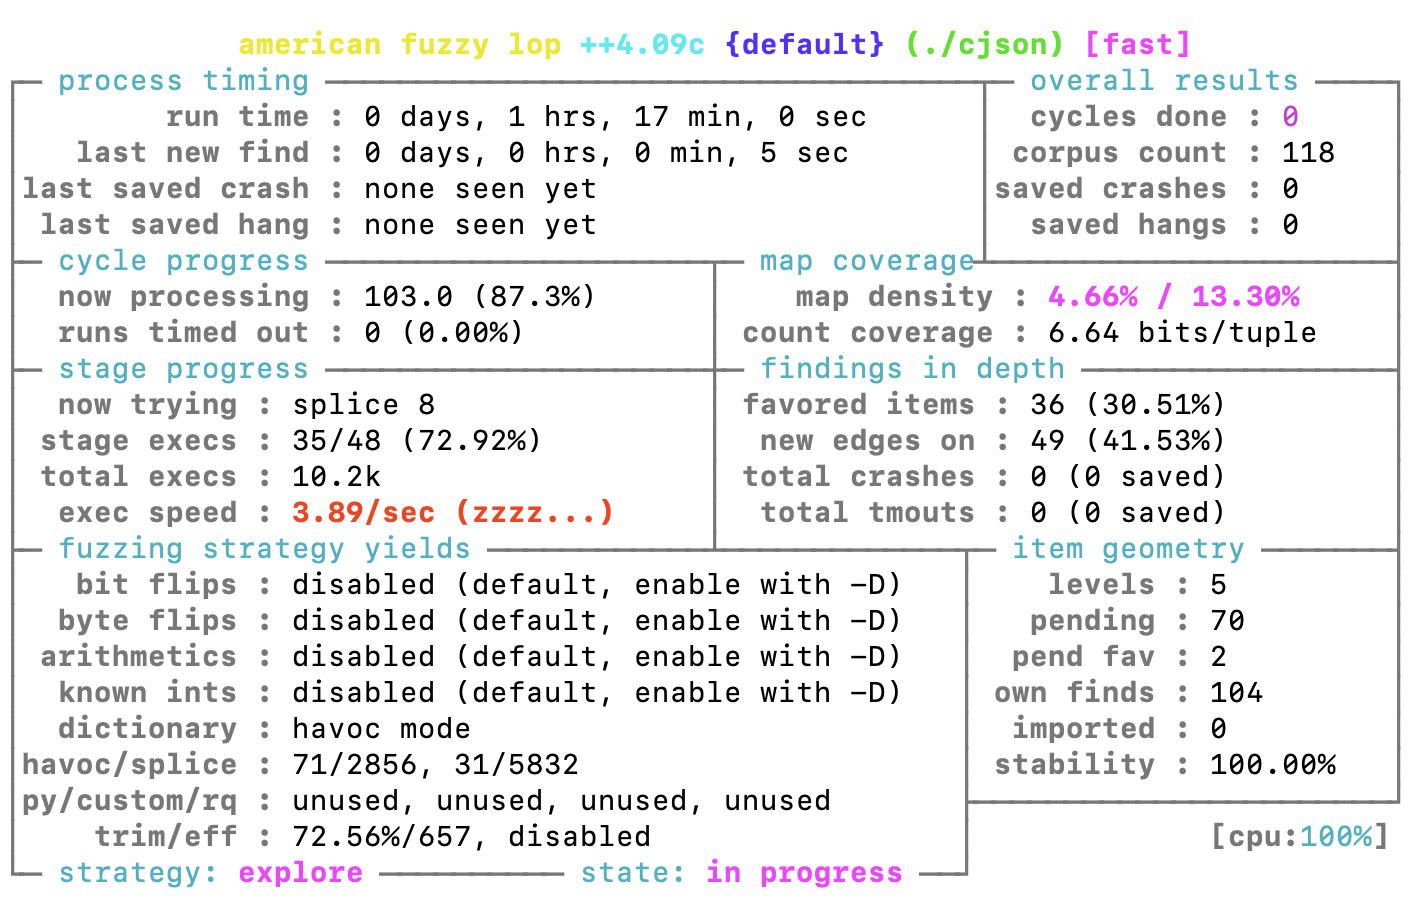 american fuzzy lop ++4.09c {default} (./cjson) [fast]
process timing overall results
run time : 0 days, 1 hrs, 17 min, 0 sec cycles done : 0
last new find : 0 days, 0 hrs, 0 min, 5 sec corpus count : 118
last saved crash : none seen yet saved crashes : 0
last saved hang : none seen yet saved hangs : 0
cycle progress map coverage
now processing : 103.0 (87.3%) map density : 4.66% / 13.30%
runs timed out : 0 (0.00%) count coverage : 6.64 bits/tuple
stage progress findings in depth
now trying : splice 8 favored items : 36 (30.51%)
stage execs : 35/48 (72.92%) new edges on : 49 (41.53%)
total execs : 10.2k total crashes : 0 (0 saved)
exec speed : 3.89/sec (zzzz...) total tmouts : 0 (0 saved)
fuzzing strategy yields item geometry
bit flips : disabled (default, enable with -D) levels : 5
byte flips : disabled (default, enable with -D) pending : 70
arithmetics : disabled (default, enable with -D) pend fav : 2
known ints : disabled (default, enable with -D) own finds : 104
dictionary : havoc mode imported : 0
havoc/splice : 71/2856, 31/5832 stability : 100.00%
py/custom/rq : unused, unused, unused, unused
trim/eff : 72.56%/657, disabled [cpu:100%]
strategy: explore state: in progress